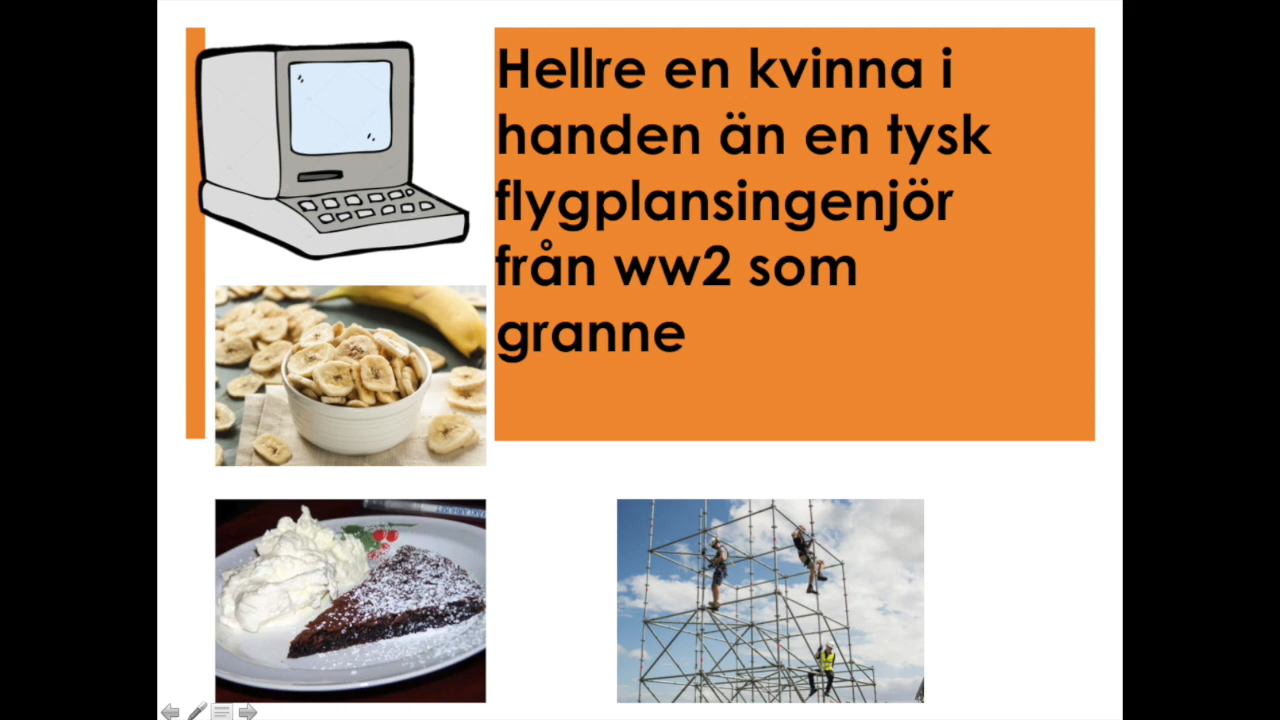 Hellre en kvinna i
handen än en tysk
flygplansingenjör
från ww2 som
granne